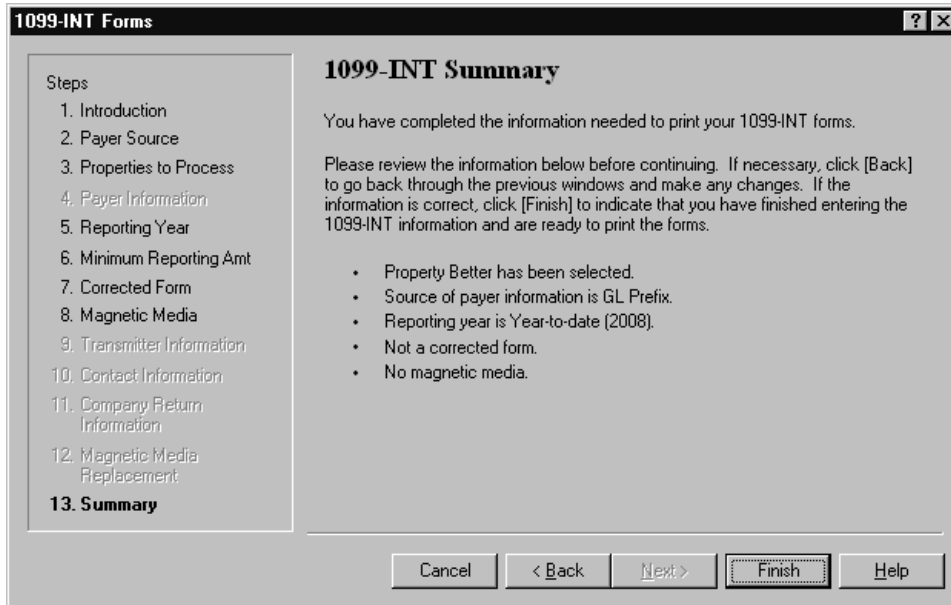 1099-INT Forms
Steps
1. Introduction
2. Payer Source
3. Properties to Process
4. Payer Information
5. Reporting Year
6. Minimum Reporting Amt
7. Corrected Form
8. Magnetic Media
9. Transmitter Information
10. Contact Information
11. Company Return
Information
12. Magnetic Media
Replacement
13. Summary
1099-INT Summary
You have completed the information needed to print your 1099-INT forms.
Please review the information below before continuing. If necessary, click [Back]
to go back through the previous windows and make any changes. If the
information is correct, click [Finish] to indicate that you have finished entering the
1099-INT information and are ready to print the forms.
• Property Better has been selected.
• Source of payer information is GL Prefix.
• Reporting year is Year-to-date (2008).
• Not a corrected form.
• No magnetic media.
Cancel
< Back
Next >
Finish
Help